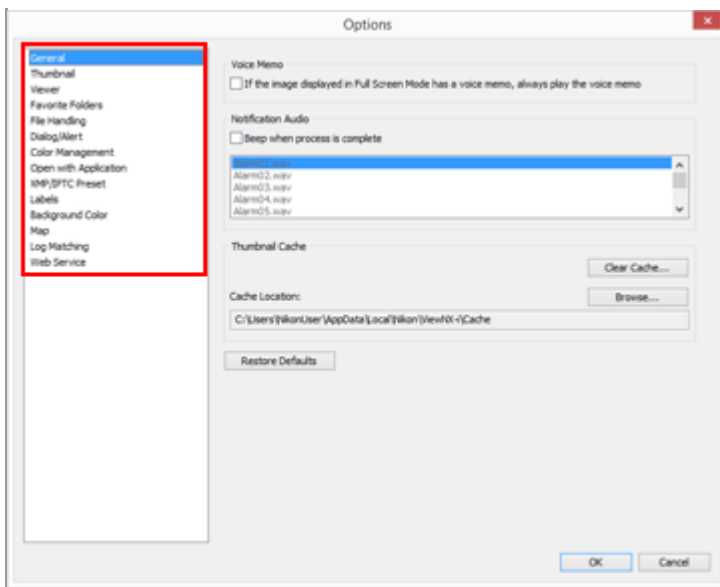 Options
General
Thumbnail
Viewer
Favorite Folders
File Handling
Dialog/Alert
Color Management
Open with Application
XMP/IPTC Preset
Labels
Background Color
Map
Log Matching
Web Service
Voice Memo
If the image displayed in Full Screen Mode has a voice memo, always play the voice memo
Notification Audio
Beep when process is complete
Alarm01.wav
Alarm02.wav
Alarm03.wav
Alarm04.wav
Alarm05.wav
Thumbnail Cache
Clear Cache...
Cache Location:
Browse...
C:\Users\NikonUser\AppData\Local\Nikon\ViewNX-i\Cache
Restore Defaults
OK
Cancel